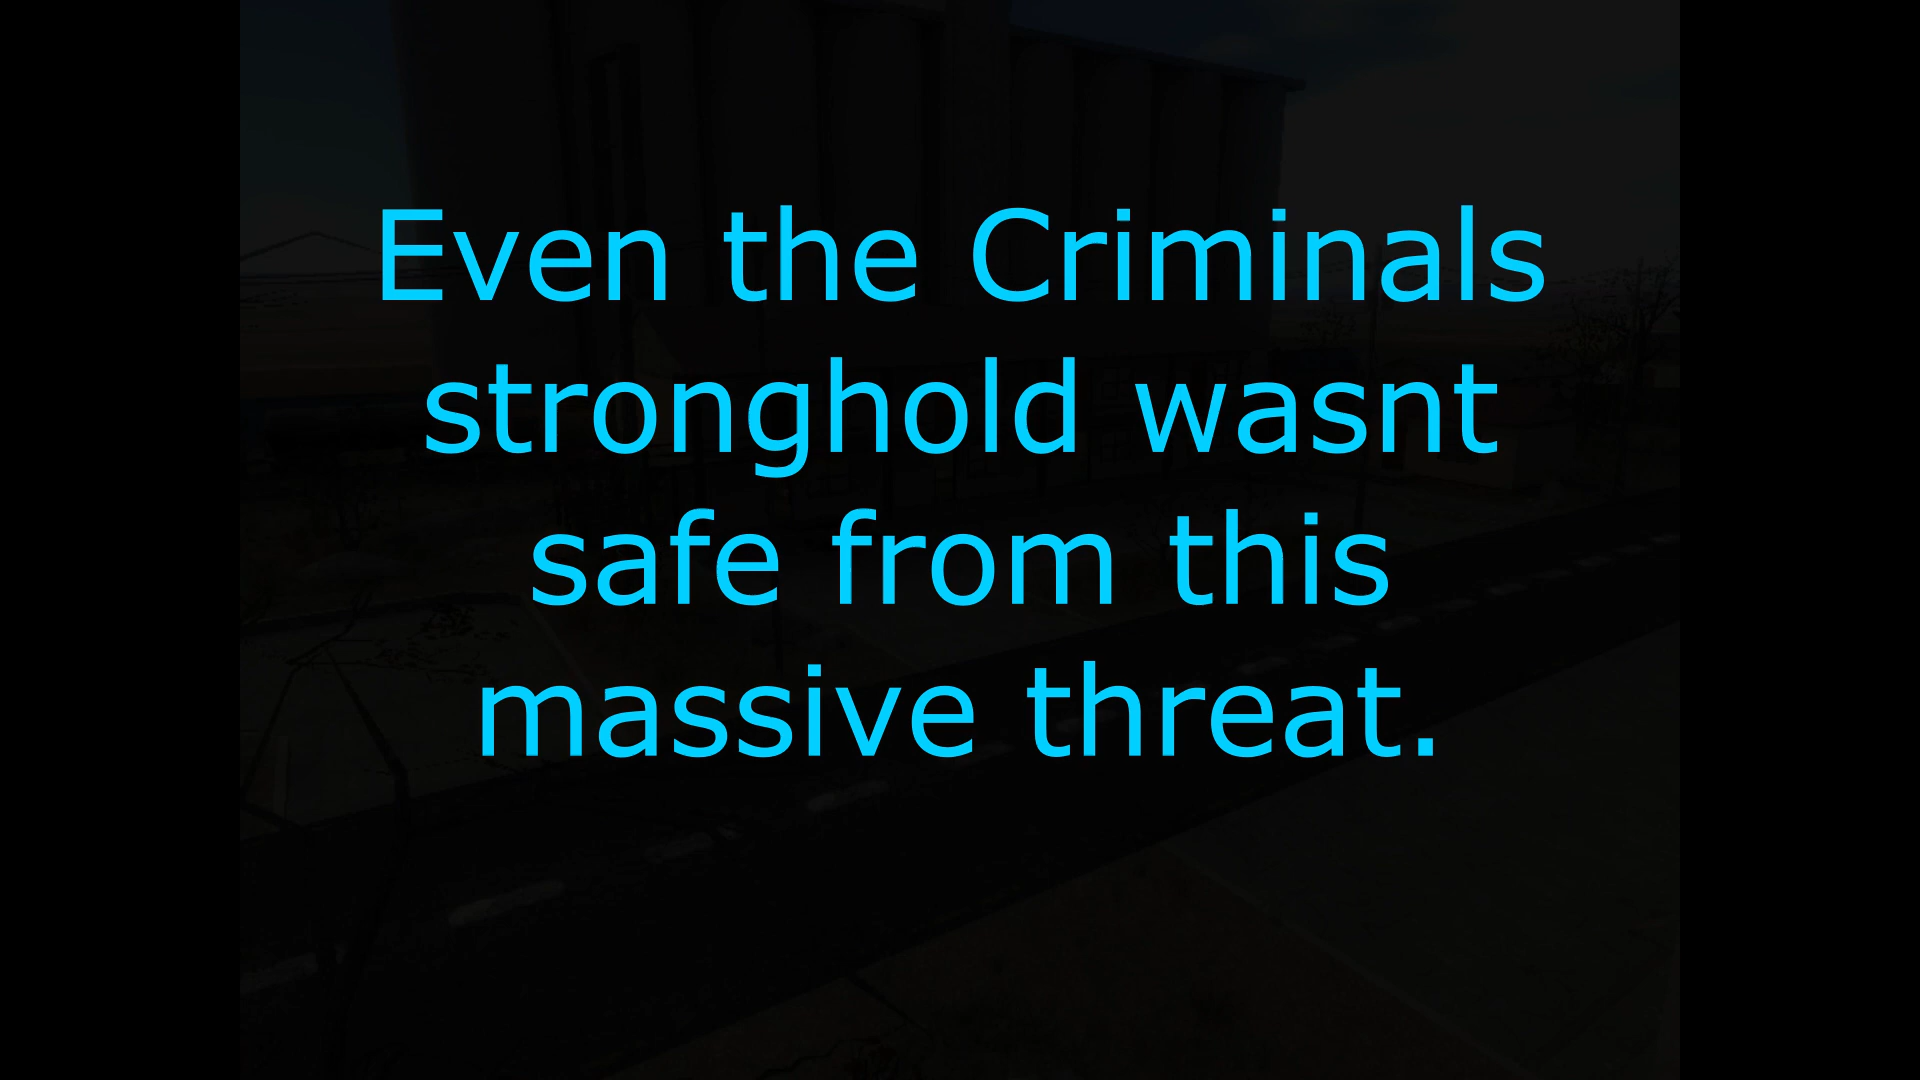 Even the Criminals
stronghold wasnt
safe from this
massive threat.